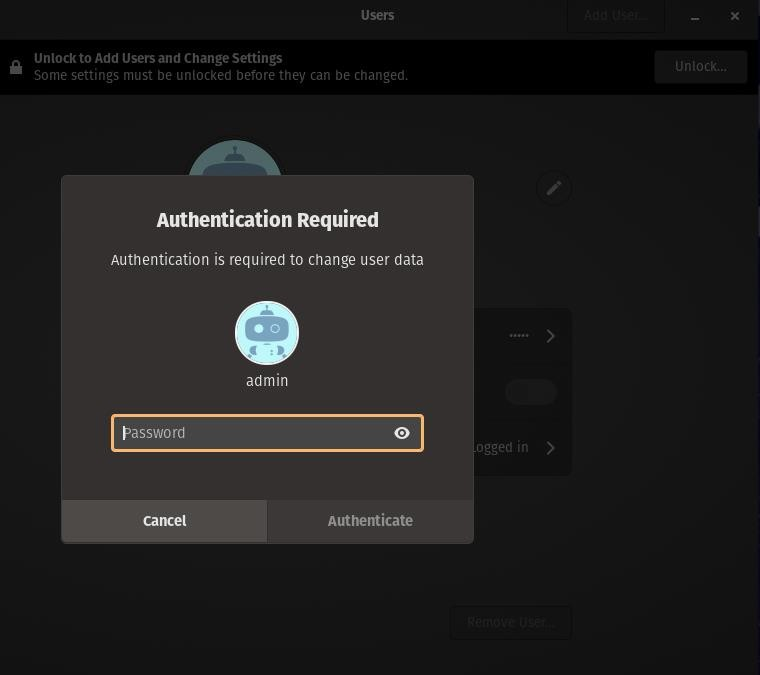 Users
Add User...
Unlock to Add Users and Change Settings
Some settings must be unlocked before they can be changed.
Unlock...
Authentication Required
Authentication is required to change user data
admin
Password
Cancel
Authenticate
Logged in
Remove User...